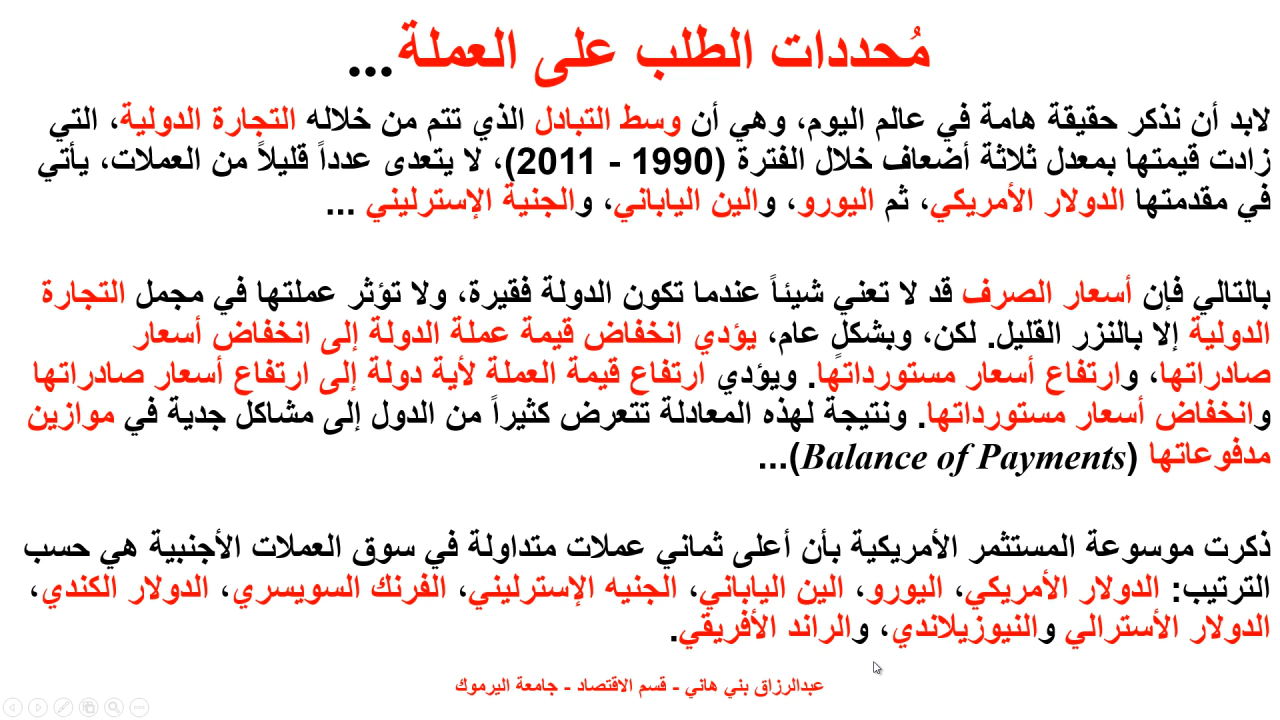 مُحددات الطلب على العملة...
لابد أن نذكر حقيقة هامة في عالم اليوم، وهي أن وسط التبادل الذي تتم من خلاله التجارة الدولية، التي
زادت قيمتها بمعدل ثلاثة أضعاف خلال الفترة (1990 - 2011)، لا يتعدى عدداً قليلاً من العملات، يأتي
في مقدمتها الدولار الأمريكي، ثم اليورو، والين الياباني، والجنية الإسترليني ...
بالتالي فإن أسعار الصرف قد لا تعني شيئاً عندما تكون الدولة فقيرة، ولا تؤثر عملتها في مجمل التجارة
الدولية إلا بالنزر القليل. لكن، وبشكلٍ عام، يؤدي انخفاض قيمة عملة الدولة إلى انخفاض أسعار
صادراتها، وارتفاع أسعار مستورداتها. ويؤدي ارتفاع قيمة العملة لأية دولة إلى ارتفاع أسعار صادراتها
وانخفاض أسعار مستورداتها. ونتيجة لهذه المعادلة تتعرض كثيراً من الدول إلى مشاكل جدية في موازين
مدفوعاتها (Balance of Payments)...
ذكرت موسوعة المستثمر الأمريكية بأن أعلى ثماني عملات متداولة في سوق العملات الأجنبية هي حسب
الترتيب: الدولار الأمريكي، اليورو، الين الياباني، الجنيه الإسترليني، الفرنك السويسري، الدولار الكندي،
الدولار الأسترالي والنيوزيلاندي، والراند الأفريقي.
عبدالرزاق بني هاني - قسم الاقتصاد - جامعة اليرموك